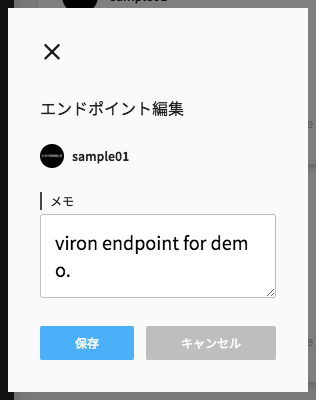 エンドポイント編集
sample01
メモ
viron endpoint for dem
o.
保存
キャンセル